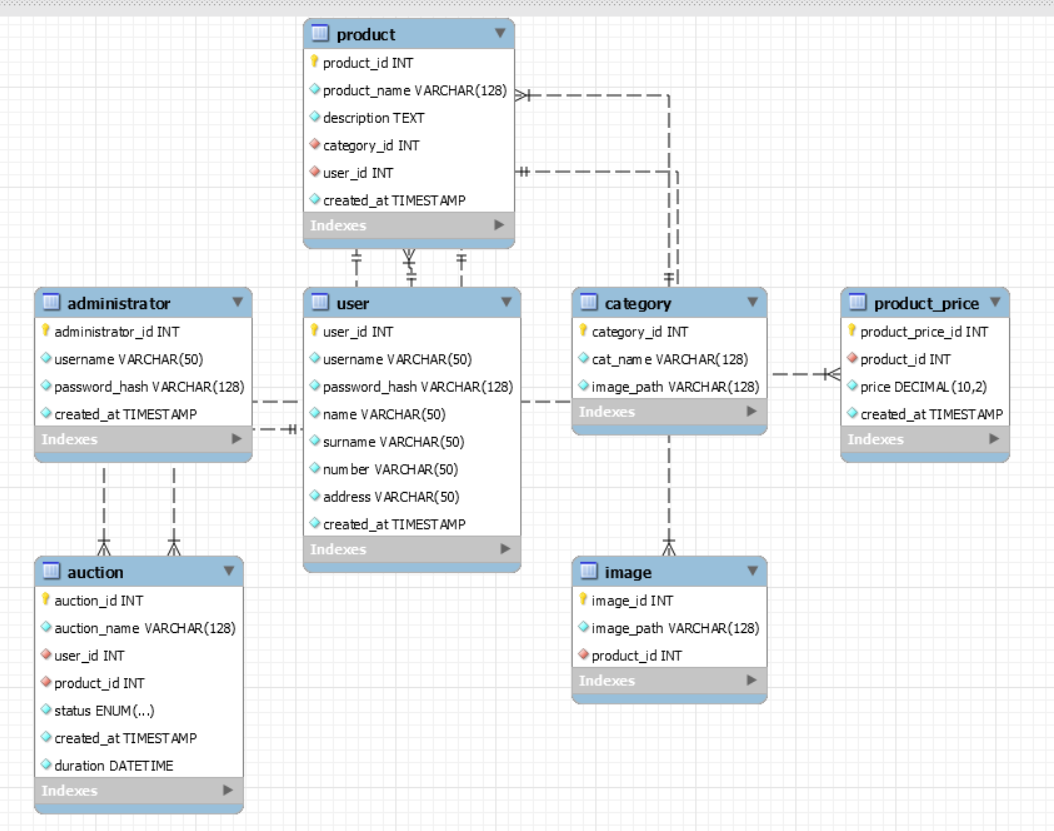 product
product_id INT
product_name VARCHAR(128)
description TEXT
category_id INT
user_id INT
created_at TIMESTAMP
Indexes
administrator
administrator_id INT
username VARCHAR(50)
password_hash VARCHAR(128)
created_at TIMESTAMP
Indexes
user
user_id INT
username VARCHAR(50)
password_hash VARCHAR(128)
name VARCHAR(50)
surname VARCHAR(50)
number VARCHAR(50)
address VARCHAR(50)
created_at TIMESTAMP
Indexes
category
category_id INT
cat_name VARCHAR(128)
image_path VARCHAR(128)
Indexes
product_price
product_price_id INT
product_id INT
price DECIMAL(10,2)
created_at TIMESTAMP
Indexes
auction
auction_id INT
auction_name VARCHAR(128)
user_id INT
product_id INT
status ENUM(...)
created_at TIMESTAMP
duration DATETIME
Indexes
image
image_id INT
image_path VARCHAR(128)
product_id INT
Indexes